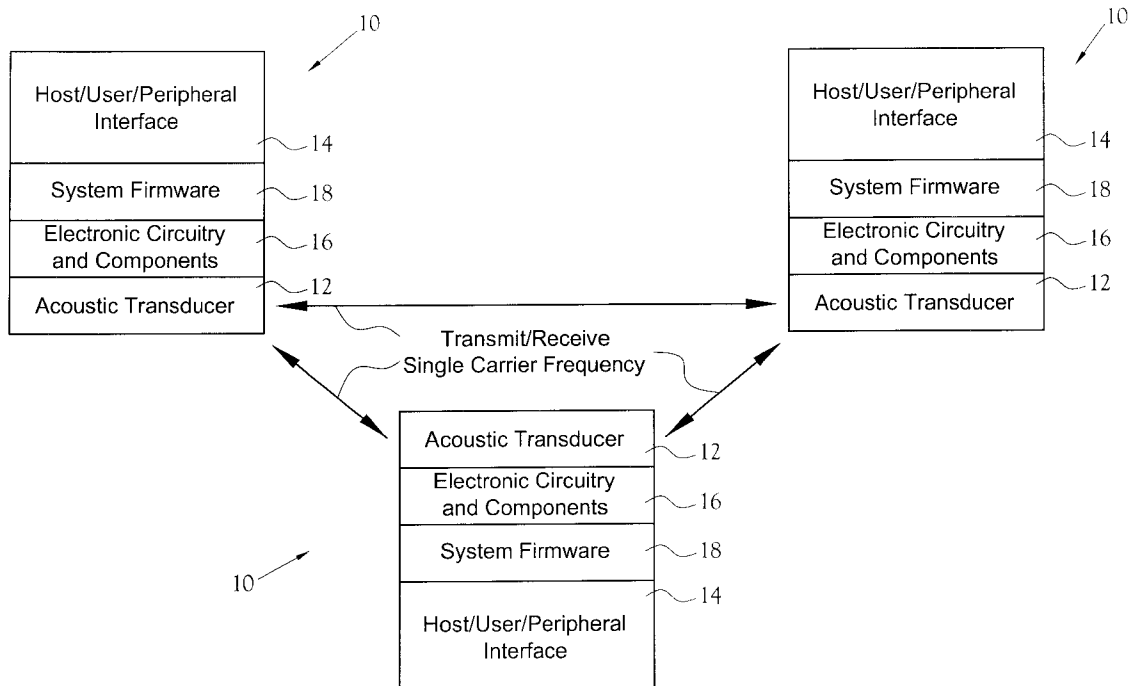 10
Host/User/Peripheral
Interface
14
System Firmware
18
Electronic Circuitry
and Components
16
12
Acoustic Transducer
10
Host/User/Peripheral
Interface
14
System Firmware
18
Electronic Circuitry
and Components
16
12
Acoustic Transducer
Transmit/Receive
Single Carrier Frequency
Acoustic Transducer
12
Electronic Circuitry
and Components
16
System Firmware
18
10
14
Host/User/Peripheral
Interface